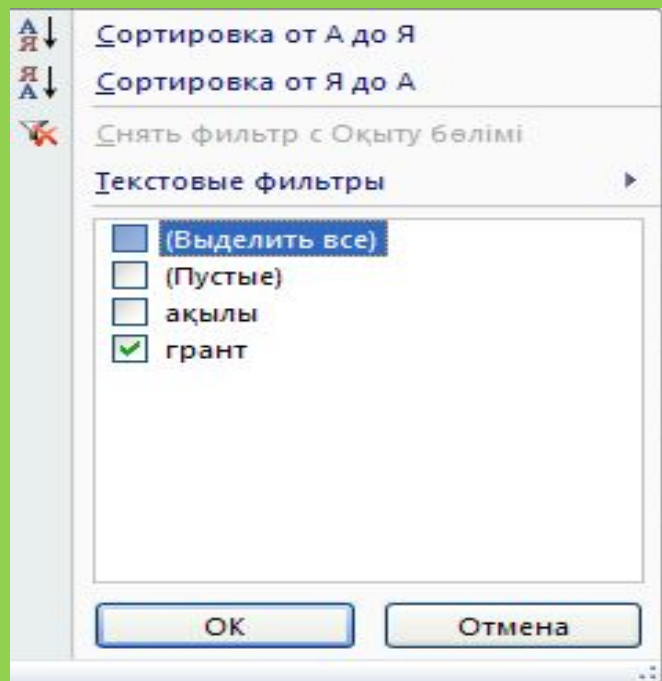 Сортировка от А до Я
Сортировка от Я до А
Снять фильтр с Оқыту бөлімі
Текстовые фильтры
(Выделить все)
(Пустые)
ақылы
грант
ОК
Отмена